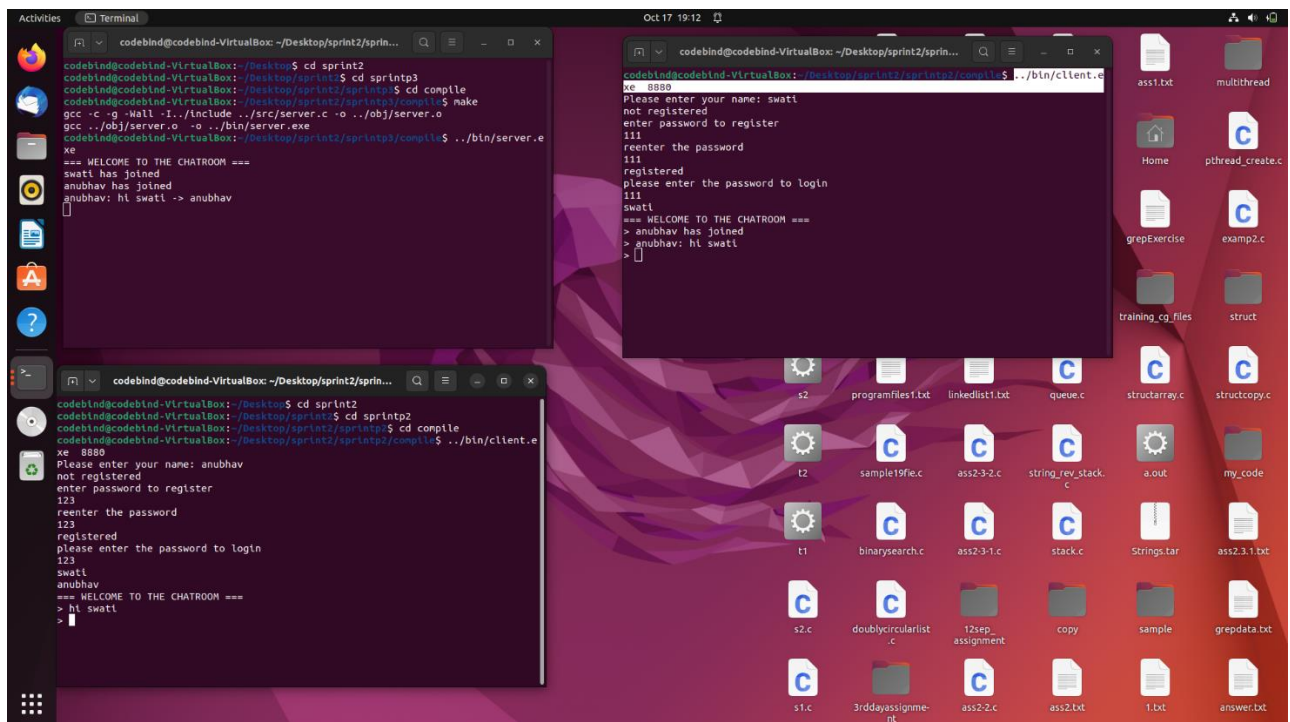 Activities
Terminal
Oct 17 19:12
codebind@codebind-VirtualBox: ~/Desktop/sprint2/sprin...
codebind@codebind-VirtualBox:~/Desktop$ cd sprint2
codebind@codebind-VirtualBox:~/Desktop/sprint2$ cd sprintp3
codebind@codebind-VirtualBox:~/Desktop/sprint2/sprintp3$ cd compile
codebind@codebind-VirtualBox:~/Desktop/sprint2/sprintp3/compile$ make
gcc -c -g -Wall -I../include ../src/server.c -o ../obj/server.o
gcc ../obj/server.o  -o ../bin/server.exe
codebind@codebind-VirtualBox:~/Desktop/sprint2/sprintp3/compile$ ../bin/server.e
xe
=== WELCOME TO THE CHATROOM ===
swati has joined
anubhav has joined
anubhav: hi swati -> anubhav
codebind@codebind-VirtualBox: ~/Desktop/sprint2/sprin...
codebind@codebind-VirtualBox:~/Desktop/sprint2/sprintp2/compile$ ../bin/client.e
xe  8880
Please enter your name: swati
not registered
enter password to register
111
reenter the password
111
registered
please enter the password to login
111
swati
=== WELCOME TO THE CHATROOM ===
> anubhav has joined
> anubhav: hi swati
>
codebind@codebind-VirtualBox: ~/Desktop/sprint2/sprin...
codebind@codebind-VirtualBox:~/Desktop$ cd sprint2
codebind@codebind-VirtualBox:~/Desktop/sprint2$ cd sprintp2
codebind@codebind-VirtualBox:~/Desktop/sprint2/sprintp2$ cd compile
codebind@codebind-VirtualBox:~/Desktop/sprint2/sprintp2/compile$ ../bin/client.e
xe  8880
Please enter your name: anubhav
not registered
enter password to register
123
reenter the password
123
registered
please enter the password to login
123
swati
anubhav
=== WELCOME TO THE CHATROOM ===
> hi swati
>
ass1.txt
multithread
Home
pthread_create.c
grepExercise
examp2.c
training_cg_files
struct
s2
programfiles1.txt
linkedlist1.txt
queue.c
structarray.c
structcopy.c
t2
sample19fie.c
ass2-3-2.c
string_rev_stack.
c
a.out
my_code
t1
binarysearch.c
ass2-3-1.c
stack.c
Strings.tar
ass2.3.1.txt
s2.c
doublycircularlist
.c
12sep_
assignment
copy
sample
grepdata.txt
s1.c
3rddayassignme-
nt
ass2-2.c
ass2.txt
1.txt
answer.txt